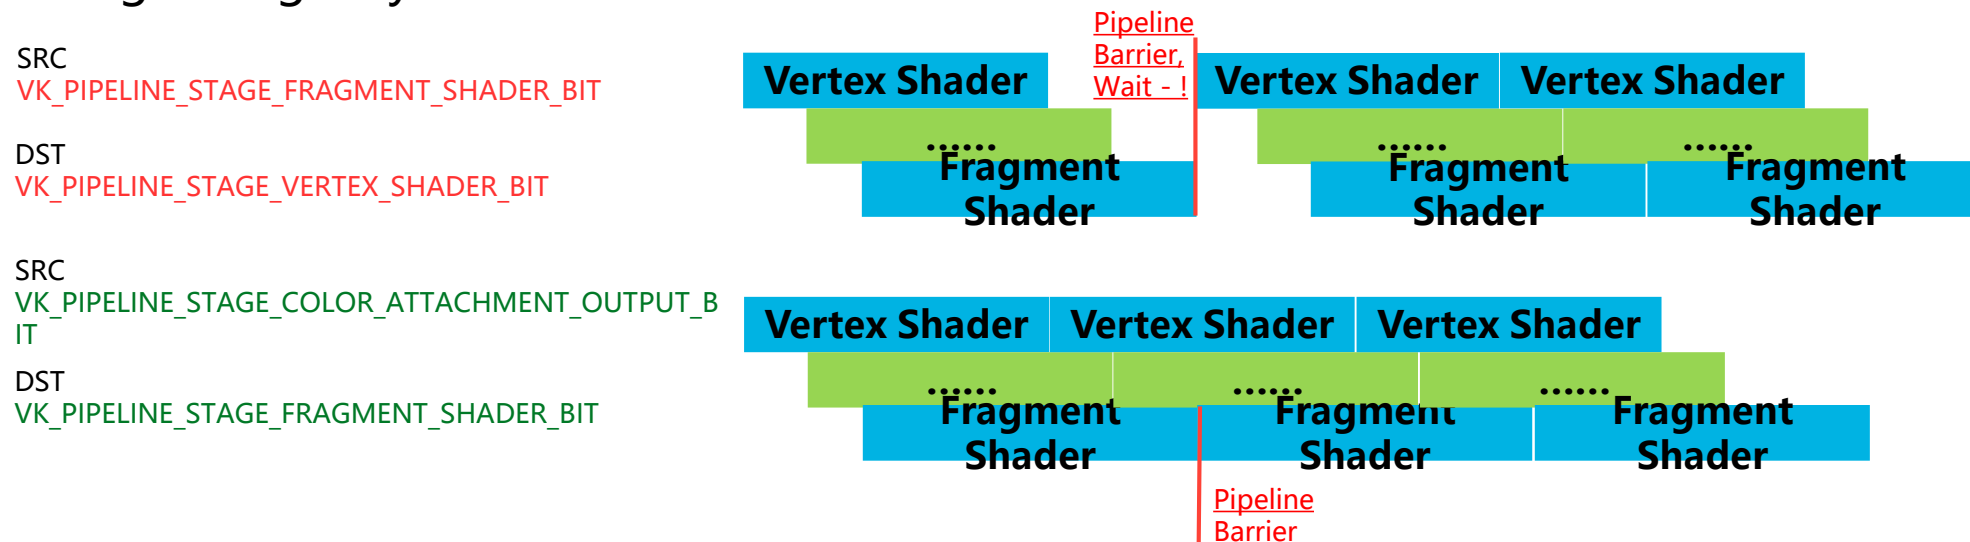 SRC
VK_PIPELINE_STAGE_FRAGMENT_SHADER_BIT
DST
VK_PIPELINE_STAGE_VERTEX_SHADER_BIT
Pipeline
Barrier,
Wait - !
Vertex Shader
Vertex Shader
Vertex Shader
......
......
......
Fragment
Shader
Fragment
Shader
Fragment
Shader
SRC
VK_PIPELINE_STAGE_COLOR_ATTACHMENT_OUTPUT_B
IT
DST
VK_PIPELINE_STAGE_FRAGMENT_SHADER_BIT
Vertex Shader
Vertex Shader
Vertex Shader
......
......
......
Fragment
Shader
Fragment
Shader
Fragment
Shader
Pipeline
Barrier